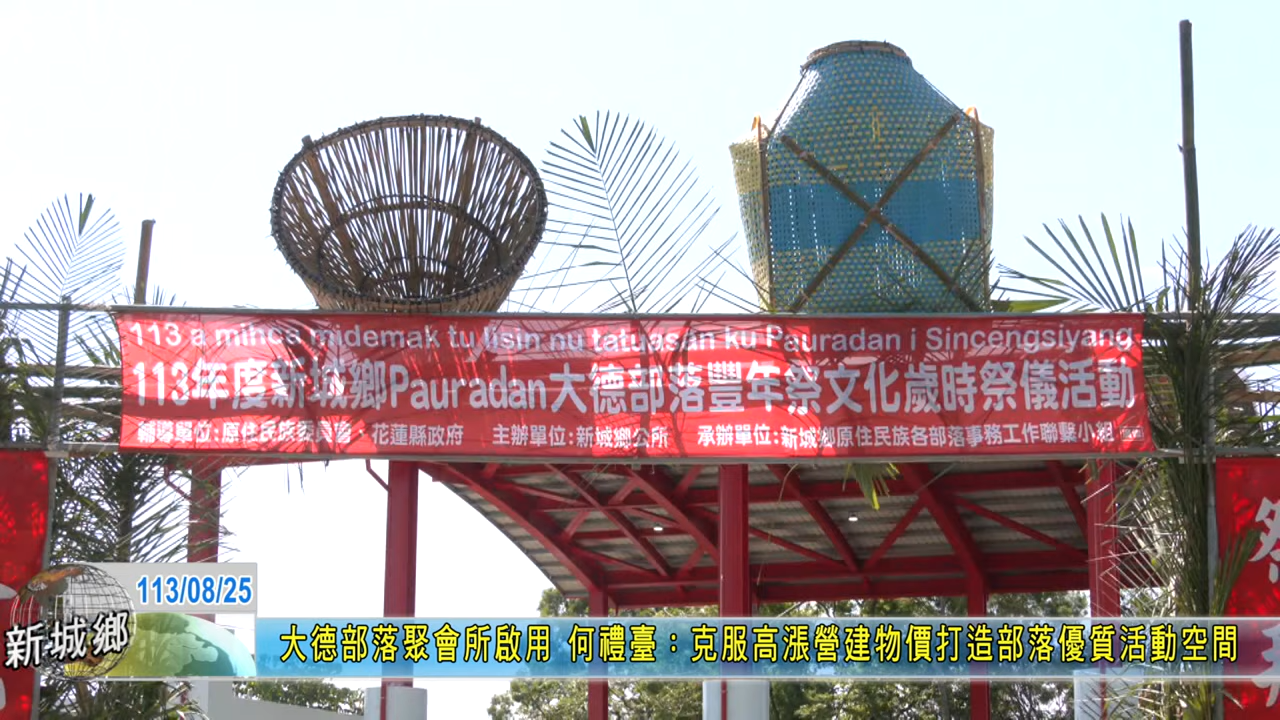 113 a mihca midemak tu lisin nu tatuasan ku Pauradan i Sincengsiyang
113年度新城鄉Pauradan大德部落豐年祭文化歲時祭儀活動
輔導單位:原住民族委員會、花蓮縣政府 主辦單位:新城鄉公所 承辦單位:新城鄉原住民族各部落事務工作聯繫小組
113/08/25
新城鄉
大德部落聚會所啟用 何禮臺：克服高漲營建物價打造部落優質活動空間